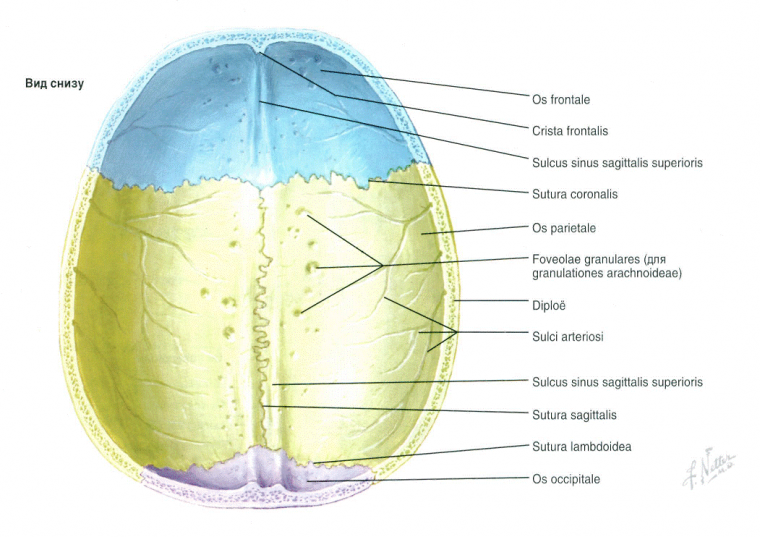 Вид снизу
Os frontale
Crista frontalis
Sulcus sinus sagittalis superioris
Sutura coronalis
Os parietale
Foveolae granulares (для
granulationes arachnoideae)
Diploë
Sulci arteriosi
Sulcus sinus sagittalis superioris
Sutura sagittalis
Sutura lambdoidea
Os occipitale
F. Netter
M.D.